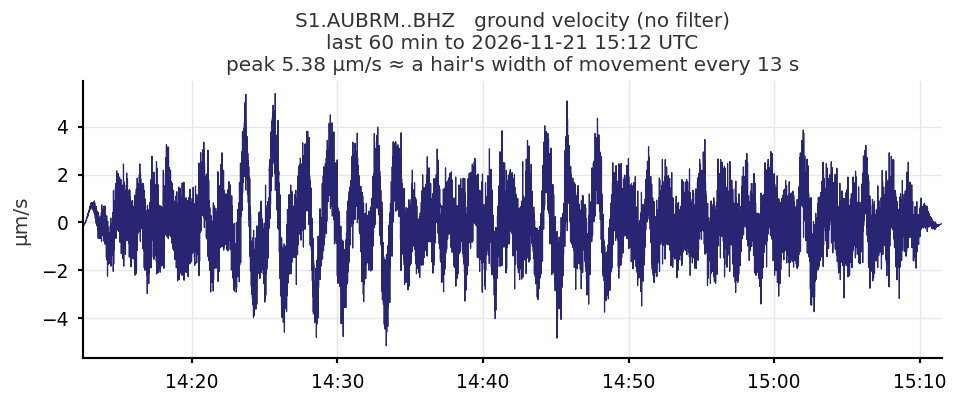 S1.AUBRM..BHZ   ground velocity (no filter)
last 60 min to 2026-11-21 15:12 UTC
peak 5.38 µm/s ≈ a hair's width of movement every 13 s
µm/s
4
2
0
−2
−4
14:20 14:30 14:40 14:50 15:00 15:10